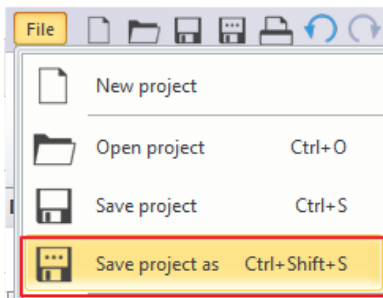 File
New project
Open project Ctrl+O
Save project Ctrl+S
Save project as Ctrl+Shift+S